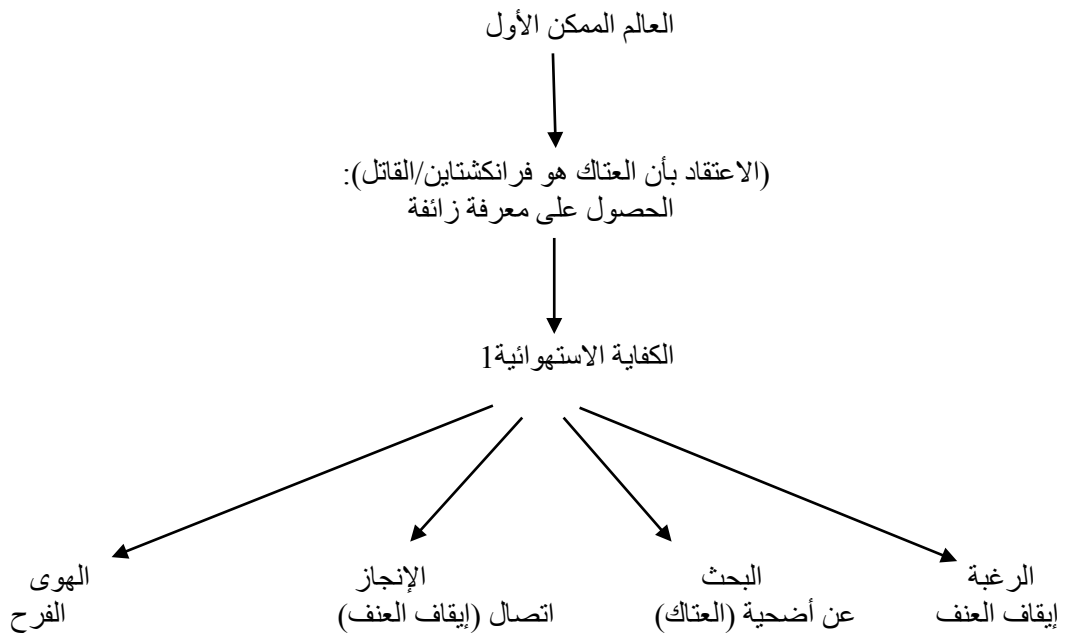 العالم الممكن الأول
(الاعتقاد بأن العتاك هو فرانكشتاين/القاتل):
الحصول على معرفة زائفة
الكفاية الاستهوائية1
الرغبة
إيقاف العنف
البحث
عن أضحية (العتاك)
الإنجاز
اتصال (إيقاف العنف)
الهوى
الفرح